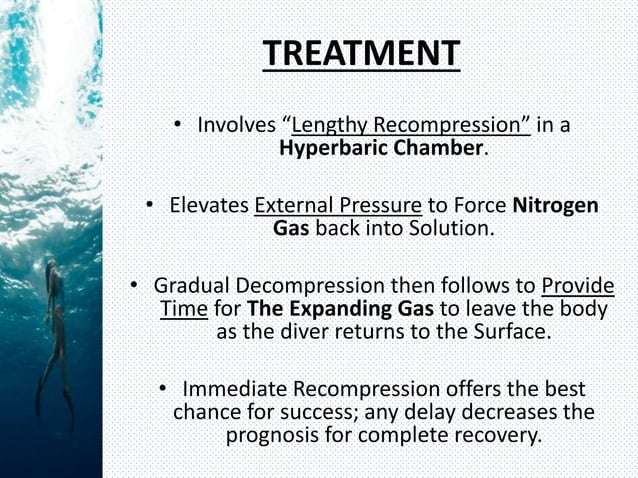 TREATMENT
• Involves “Lengthy Recompression” in a
Hyperbaric Chamber.
• Elevates External Pressure to Force Nitrogen
Gas back into Solution.
• Gradual Decompression then follows to Provide
Time for The Expanding Gas to leave the body
as the diver returns to the Surface.
• Immediate Recompression offers the best
chance for success; any delay decreases the
prognosis for complete recovery.